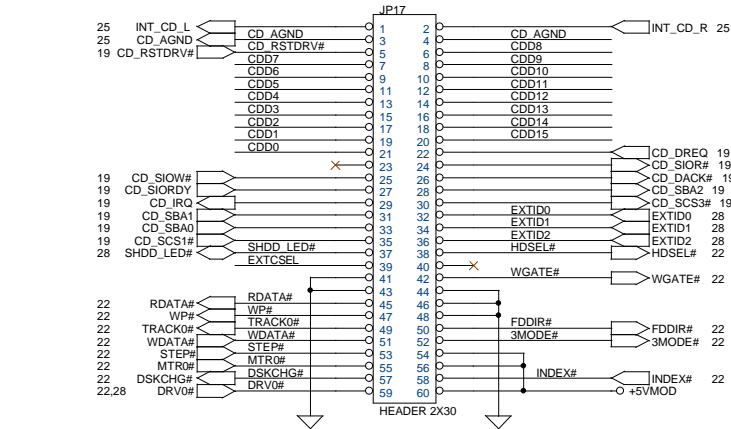 JP17
25 INT_CD_L 1 2 INT_CD_R 25
25 CD_AGND CD_AGND 3 4 CD_AGND
19 CD_RSTDRV# CD_RSTDRV# 5 6 CDD8
CDD7 7 8 CDD9
CDD6 9 10 CDD10
CDD5 11 12 CDD11
CDD4 13 14 CDD12
CDD3 15 16 CDD13
CDD2 17 18 CDD14
CDD1 19 20 CDD15
CDD0 21 22 CD_DREQ 19
23 24 CD_SIOR# 19
19 CD_SIOW# 25 26 CD_DACK# 19
19 CD_SIORDY 27 28 CD_SBA2 19
19 CD_IRQ 29 30 CD_SCS3# 19
19 CD_SBA1 31 32 EXTID0 EXTID0 28
19 CD_SBA0 33 34 EXTID1 EXTID1 28
19 CD_SCS1# 35 36 EXTID2 EXTID2 28
28 SHDD_LED# SHDD_LED# 37 38 HDSEL# HDSEL# 22
EXTCSEL 39 40
41 42 WGATE# WGATE# 22
43 44
22 RDATA# RDATA# 45 46
22 WP# WP# 47 48
22 TRACK0# TRACK0# 49 50 FDDIR# FDDIR# 22
22 WDATA# WDATA# 51 52 3MODE# 3MODE# 22
22 STEP# STEP# 53 54
22 MTR0# MTR0# 55 56
22 DSKCHG# DSKCHG# 57 58 INDEX# INDEX# 22
22,28 DRV0# DRV0# 59 60 +5VMOD
HEADER 2X30